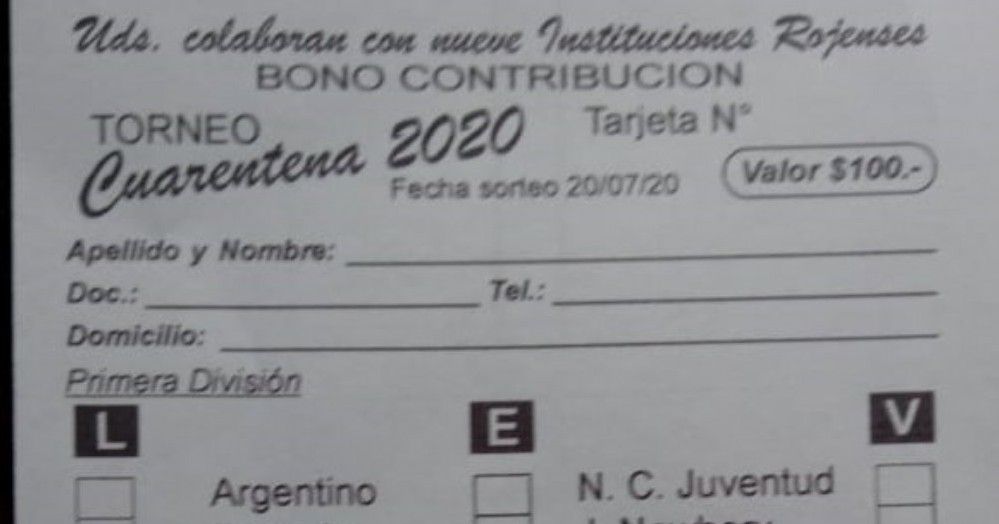 Uds. colaboran con nueve Instituciones Rojenses
BONO CONTRIBUCION
TORNEO
Cuarentena 2020
Tarjeta N°
Fecha sorteo 20/07/20
Valor $100.-
Apellido y Nombre:
Doc.: Tel.:
Domicilio:
Primera División
L E V
Argentino N. C. Juventud